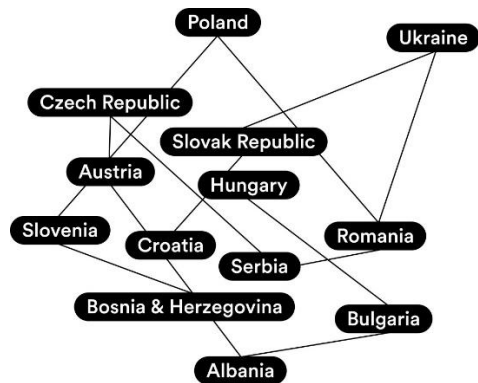 Poland
Ukraine
Czech Republic
Slovak Republic
Austria
Hungary
Slovenia
Croatia
Romania
Serbia
Bosnia & Herzegovina
Bulgaria
Albania